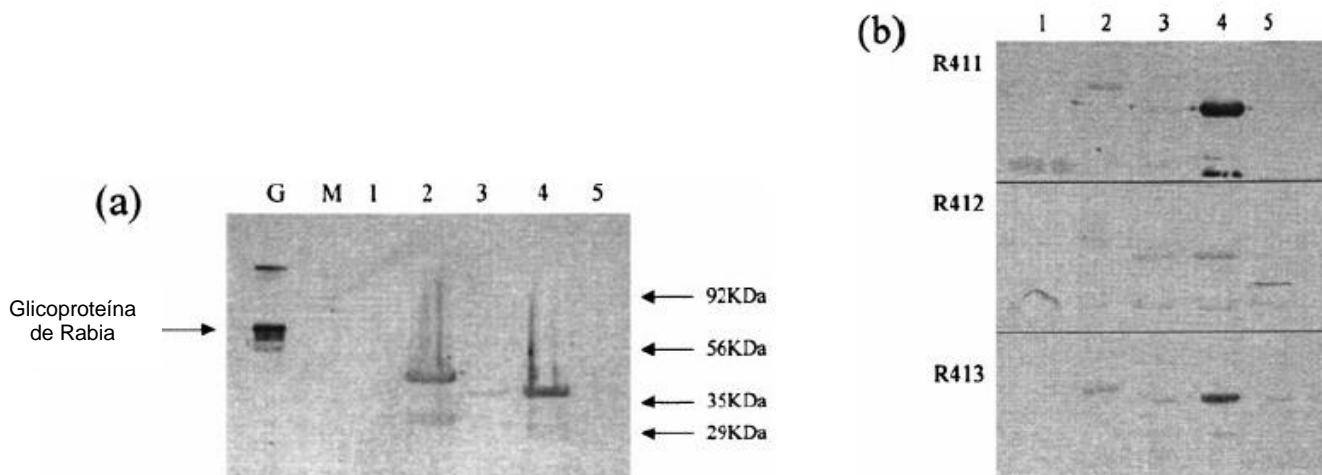 (a)
G M 1 2 3 4 5
Glicoproteína
de Rabia
92KDa
56KDa
35KDa
29KDa
(b)
1 2 3 4 5
R411
R412
R413